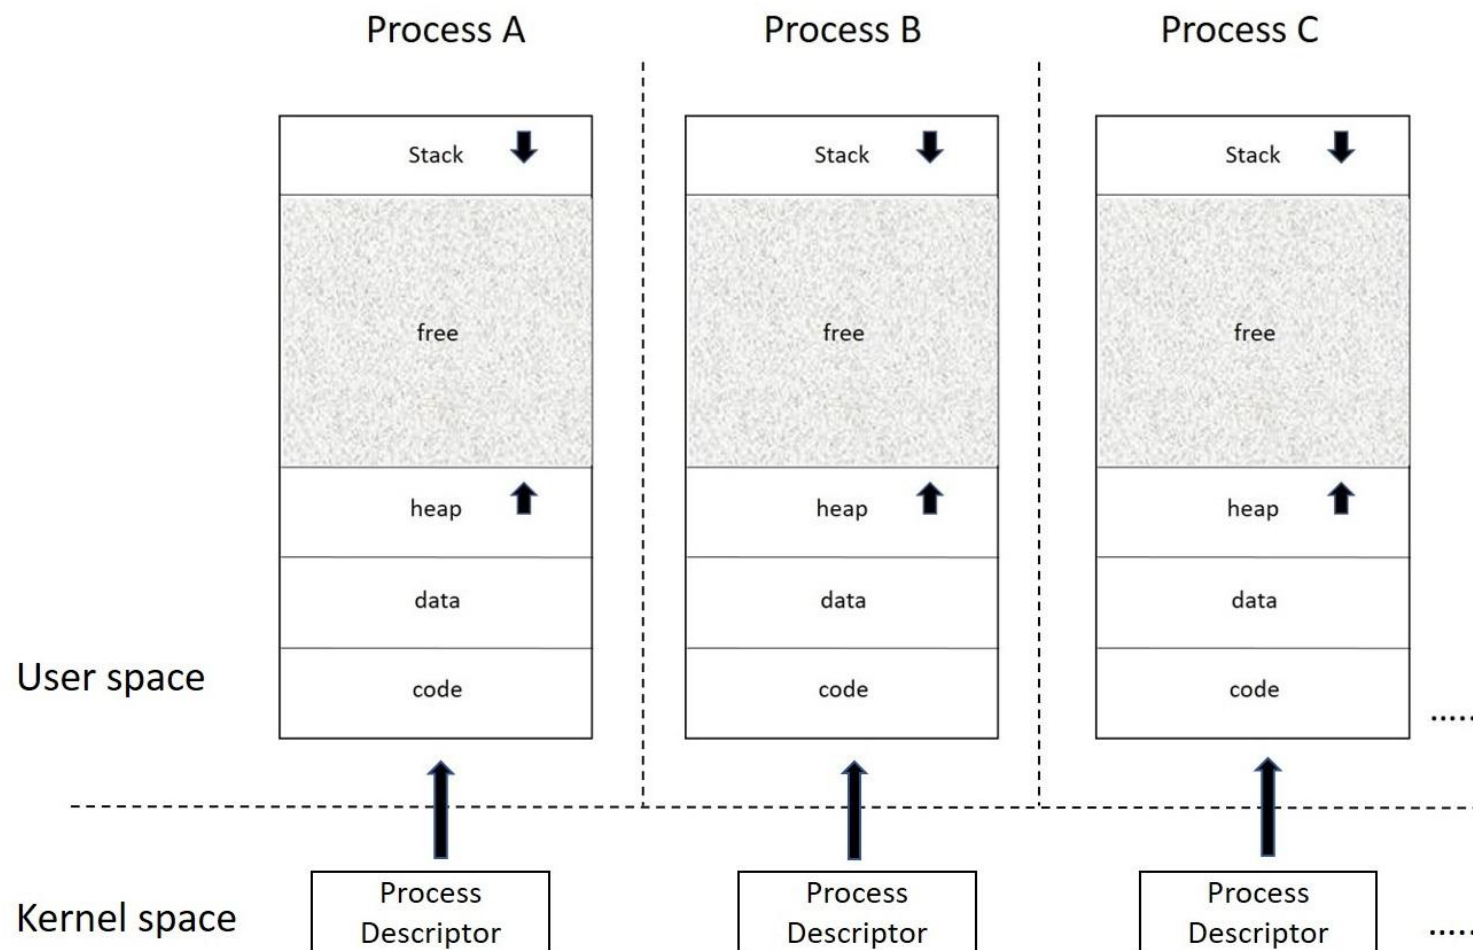 Process A
Process B
Process C
Stack
Stack
Stack
free
free
free
heap
heap
heap
data
data
data
User space
code
code
code
.....
Kernel space
Process
Descriptor
Process
Descriptor
Process
Descriptor
.....